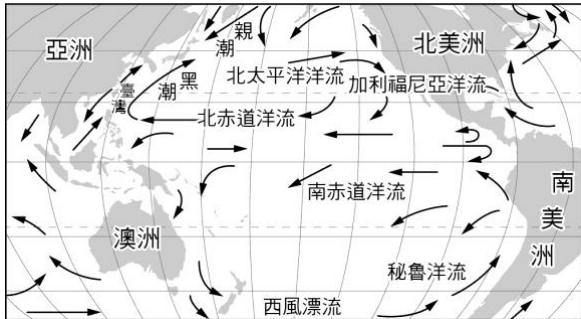 亞洲
親潮
北美洲
黑潮
北太平洋洋流
加利福尼亞洋流
臺灣
北赤道洋流
南赤道洋流
南美洲
澳洲
秘魯洋流
西風漂流